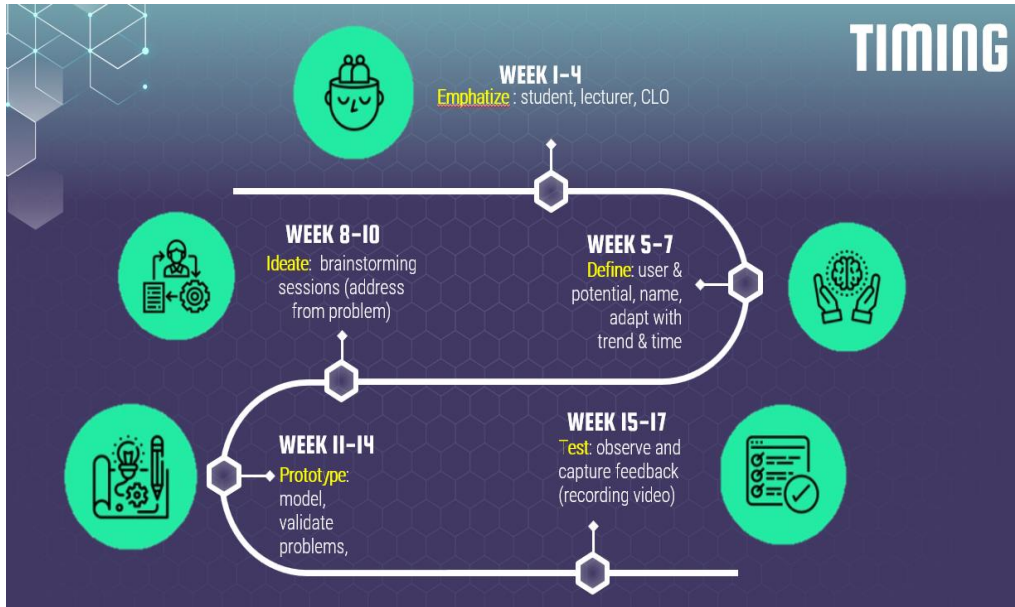 TIMING
WEEK 1-4
Emphatize : student, lecturer, CLO
WEEK 5-7
Define: user &
potential, name,
adapt with
trend & time
WEEK 8-10
Ideate: brainstorming
sessions (address
from problem)
WEEK 11-14
Prototype:
model,
validate
problems,
WEEK 15-17
Test: observe and
capture feedback
(recording video)